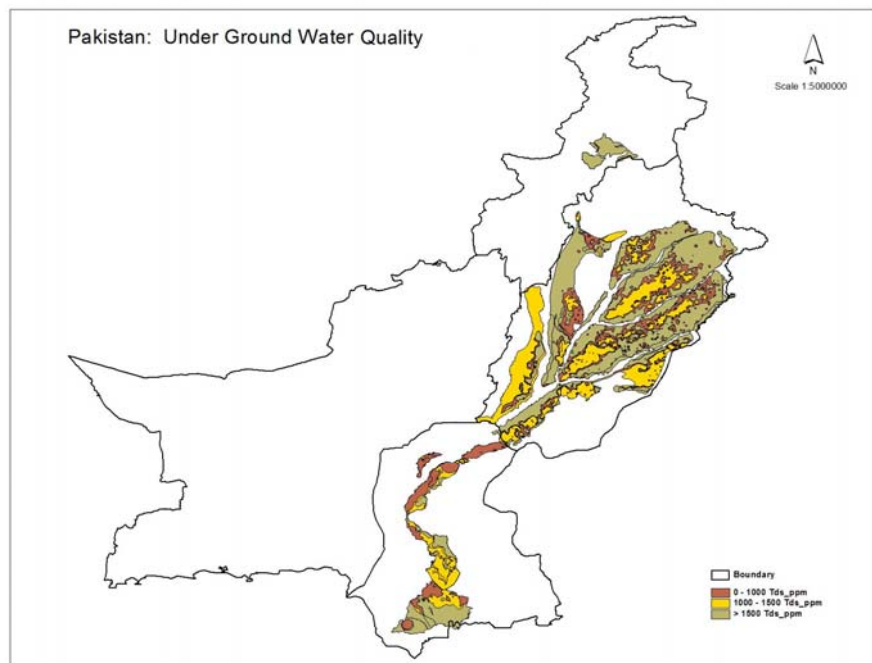 Pakistan: Under Ground Water Quality
N
Scale 1:5000000
Boundary
0 - 1000 Tds_ppm
1000 - 1500 Tds_ppm
> 1500 Tds_ppm